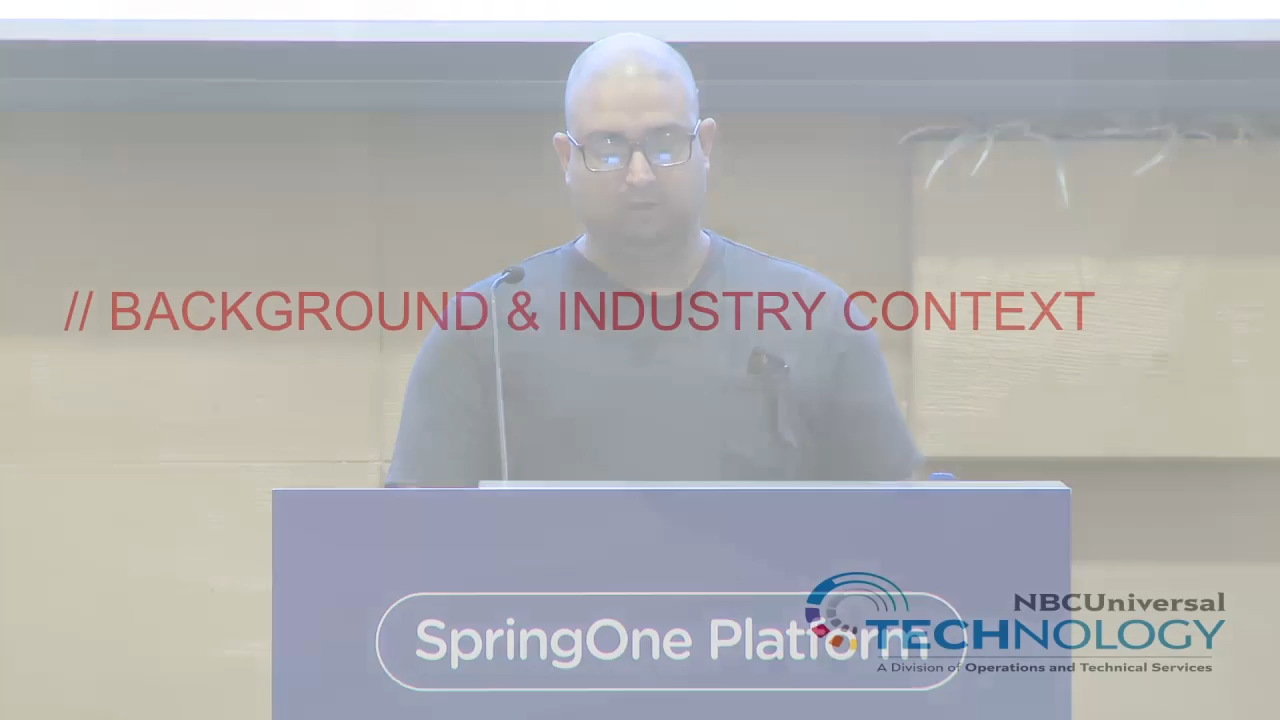 // BACKGROUND & INDUSTRY CONTEXT
SpringOne Platform
NBCUniversal
TECHNOLOGY
A Division of Operations and Technical Services